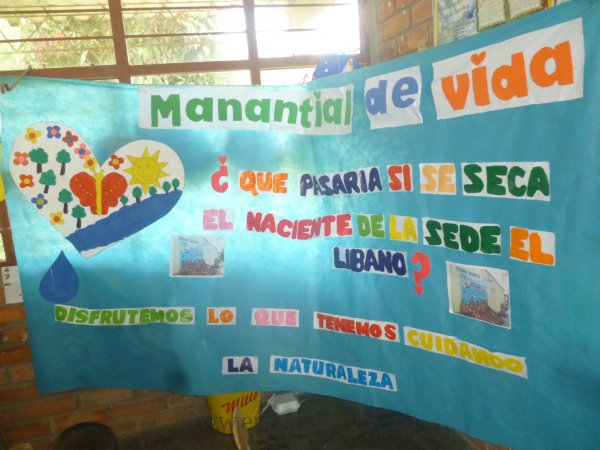 Manantial de vida
¿QUE PASARIA SI SE SECA
EL NACIENTE DE LA SEDE EL
LIBANO?
DISFRUTEMOS LO QUE TENEMOS CUIDANDO
LA NATURALEZA